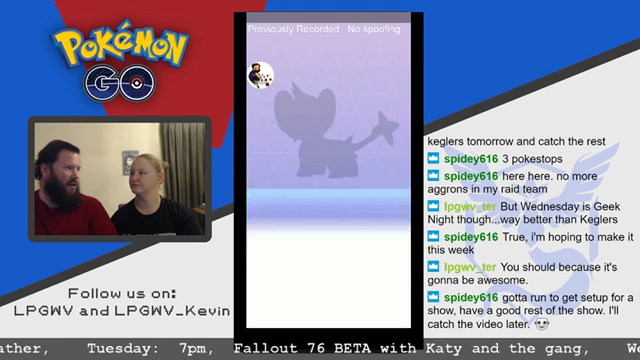 POKéMON
GO
Previously Recorded. No spoofing
keglers tomorrow and catch the rest
spidey616 3 pokestops
spidey616 here here. no more
aggrons in my raid team
lpgwv_ter But Wednesday is Geek
Night though...way better than Keglers
spidey616 True, i'm hoping to make it
this week
lpgwv_ter You should because it's
gonna be awesome.
spidey616 gotta run to get setup for a
show, have a good rest of the show. I'll
catch the video later.
Follow us on:
LPGWV and LPGWV_Kevin
ather, Tuesday: 7pm, Fallout 76 BETA with Katy and the gang, We